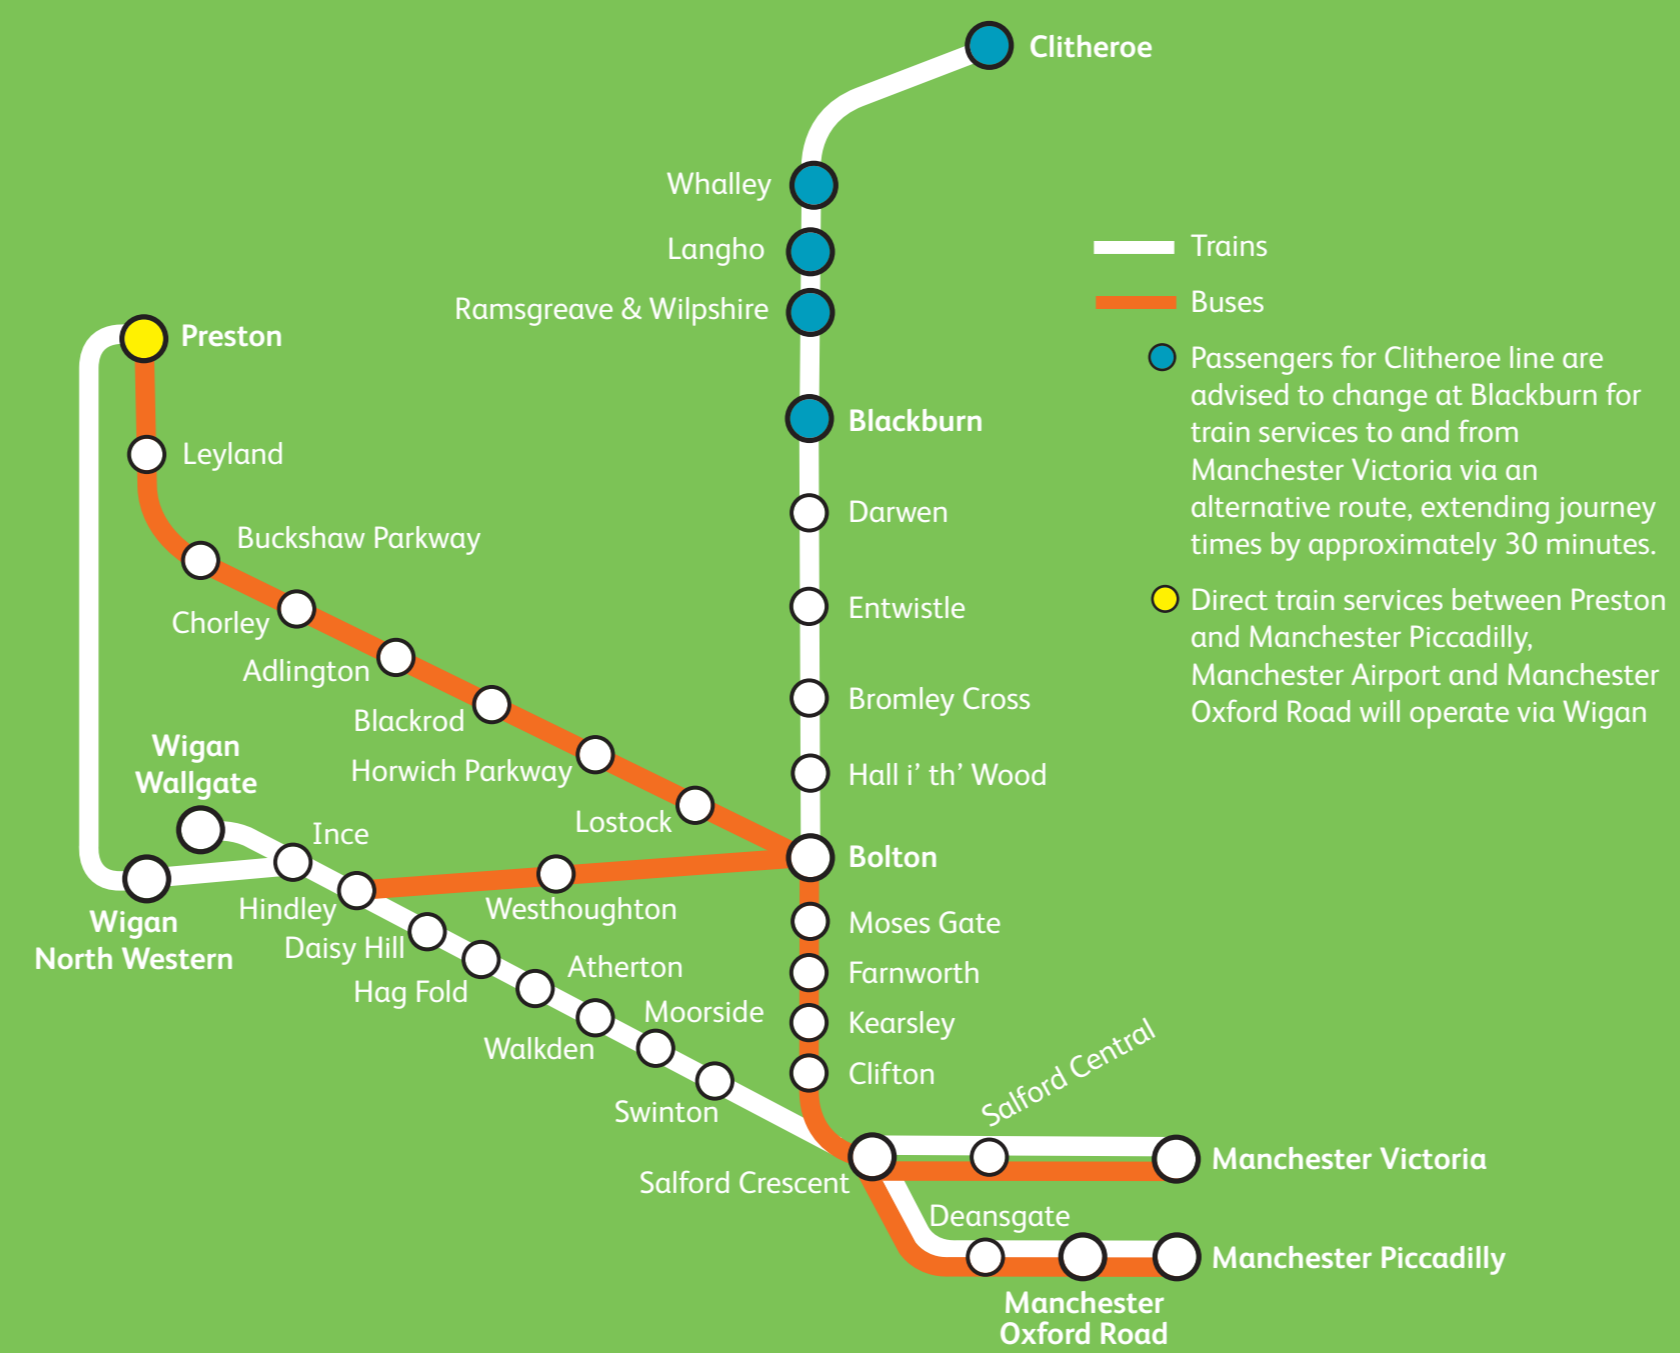 Clitheroe
Whalley
Langho
Ramsgreave & Wilpshire
Blackburn
Darwen
Entwistle
Bromley Cross
Hall i’ th’ Wood
Bolton
Moses Gate
Farnworth
Kearsley
Clifton
Preston
Leyland
Buckshaw Parkway
Chorley
Adlington
Blackrod
Horwich Parkway
Lostock
Wigan
Wallgate
Ince
Wigan
North Western
Hindley
Westhoughton
Daisy Hill
Hag Fold
Atherton
Walkden
Moorside
Swinton
Salford Crescent
Salford Central
Manchester Victoria
Deansgate
Manchester
Oxford Road
Manchester Piccadilly
Trains
Buses
Passengers for Clitheroe line are
advised to change at Blackburn for
train services to and from
Manchester Victoria via an
alternative route, extending journey
times by approximately 30 minutes.
Direct train services between Preston
and Manchester Piccadilly,
Manchester Airport and Manchester
Oxford Road will operate via Wigan